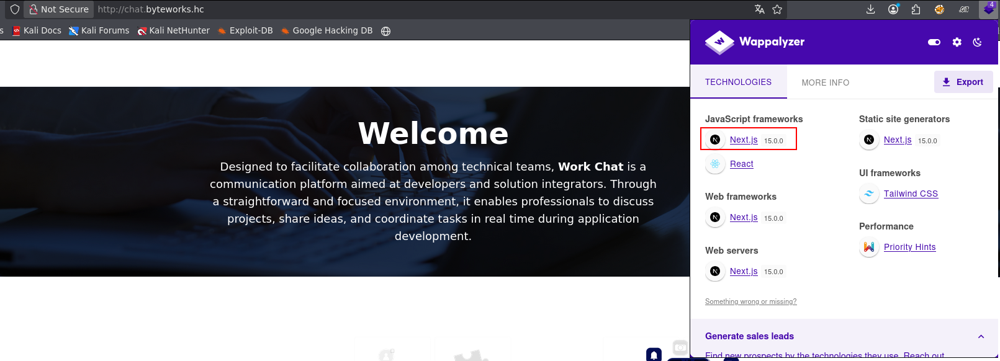 Not Secure http://chat.byteworks.hc
s Kali Docs Kali Forums Kali NetHunter Exploit-DB Google Hacking DB
.GIT 4
Welcome
Designed to facilitate collaboration among technical teams, Work Chat is a
communication platform aimed at developers and solution integrators. Through
a straightforward and focused environment, it enables professionals to discuss
projects, share ideas, and coordinate tasks in real time during application
development.
Wappalyzer
TECHNOLOGIES MORE INFO Export
JavaScript frameworks
Next.js 15.0.0
React
Web frameworks
Next.js 15.0.0
Web servers
Next.js 15.0.0
Static site generators
Next.js 15.0.0
UI frameworks
Tailwind CSS
Performance
Priority Hints
Something wrong or missing?
Generate sales leads
Find new prospects by the technologies they use. Reach out